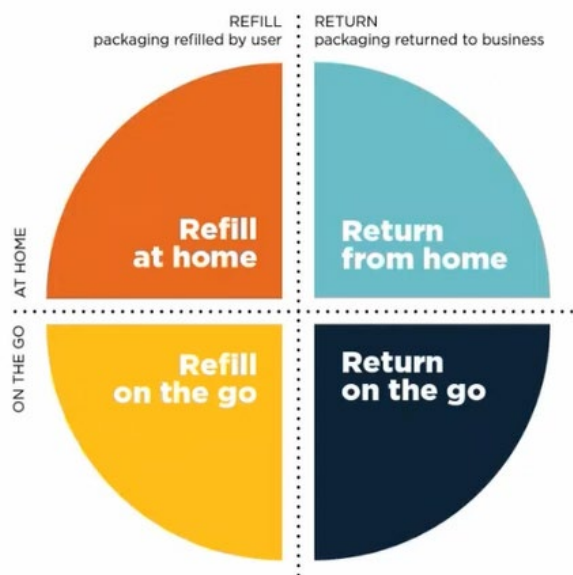 REFILL
packaging refilled by user
RETURN
packaging returned to business
AT HOME
Refill
at home
Return
from home
ON THE GO
Refill
on the go
Return
on the go